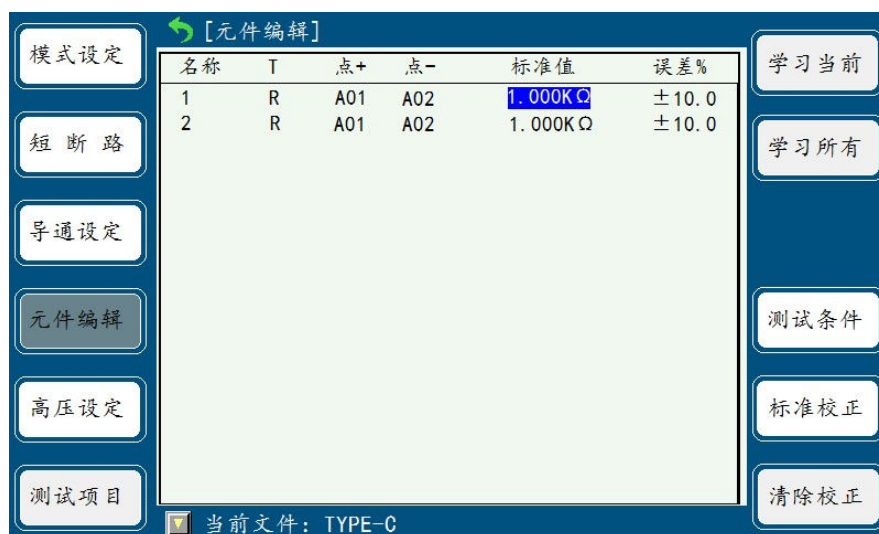 [元件编辑]
模式设定
短 断 路
导通设定
元件编辑
高压设定
测试项目
名称 T 点+ 点- 标准值 误差%
1 R A01 A02 1.000KΩ ±10.0
2 R A01 A02 1.000KΩ ±10.0
学习当前
学习所有
测试条件
标准校正
清除校正
当前文件: TYPE-C